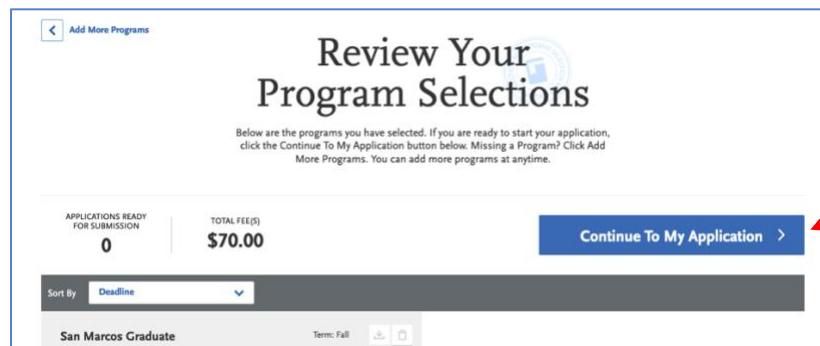 Add More Programs
Review Your
Program Selections
Below are the programs you have selected. If you are ready to start your application,
click the Continue To My Application button below. Missing a Program? Click Add
More Programs. You can add more programs at anytime.
APPLICATIONS READY
FOR SUBMISSION
0
TOTAL FEE(S)
$70.00
Continue To My Application
Sort By Deadline
San Marcos Graduate Term: Fall